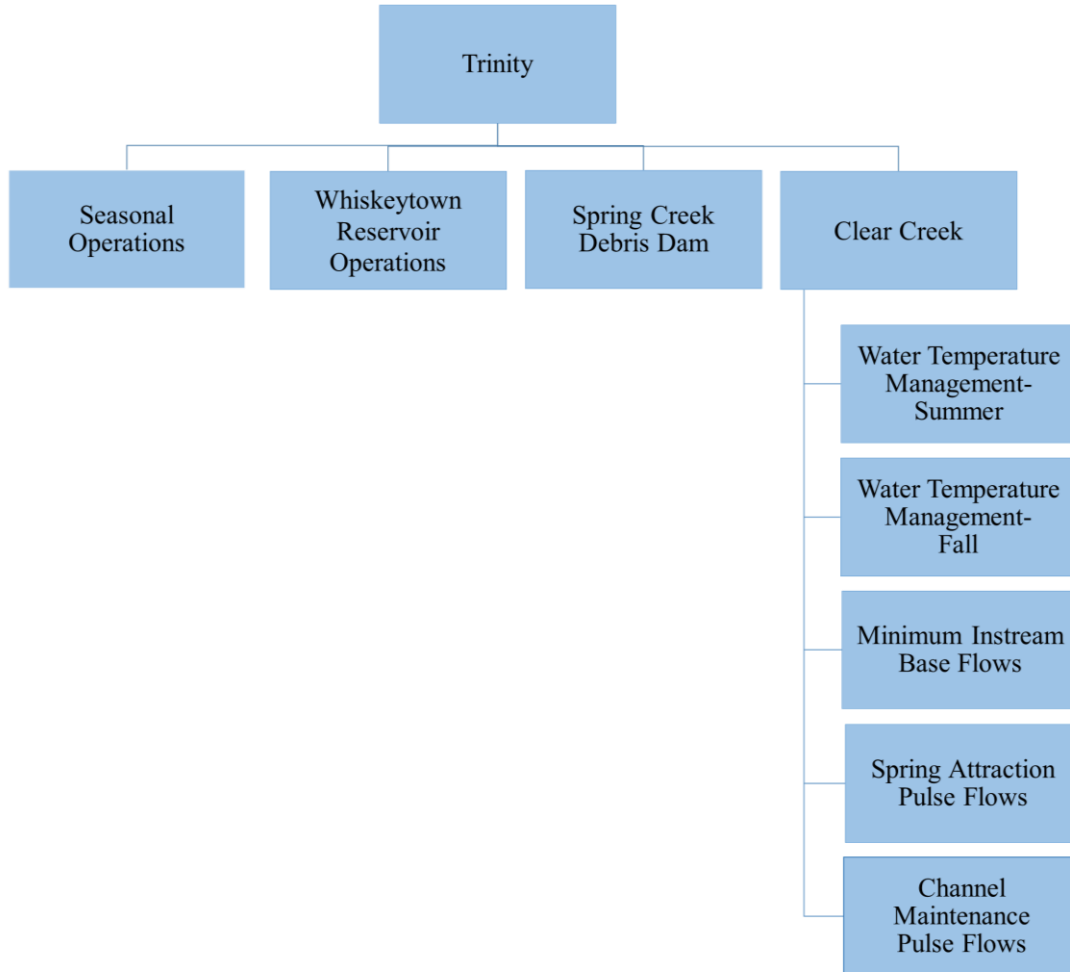 Trinity
Seasonal
Operations
Whiskeytown
Reservoir
Operations
Spring Creek
Debris Dam
Clear Creek
Water Temperature
Management-
Summer
Water Temperature
Management-
Fall
Minimum Instream
Base Flows
Spring Attraction
Pulse Flows
Channel
Maintenance
Pulse Flows